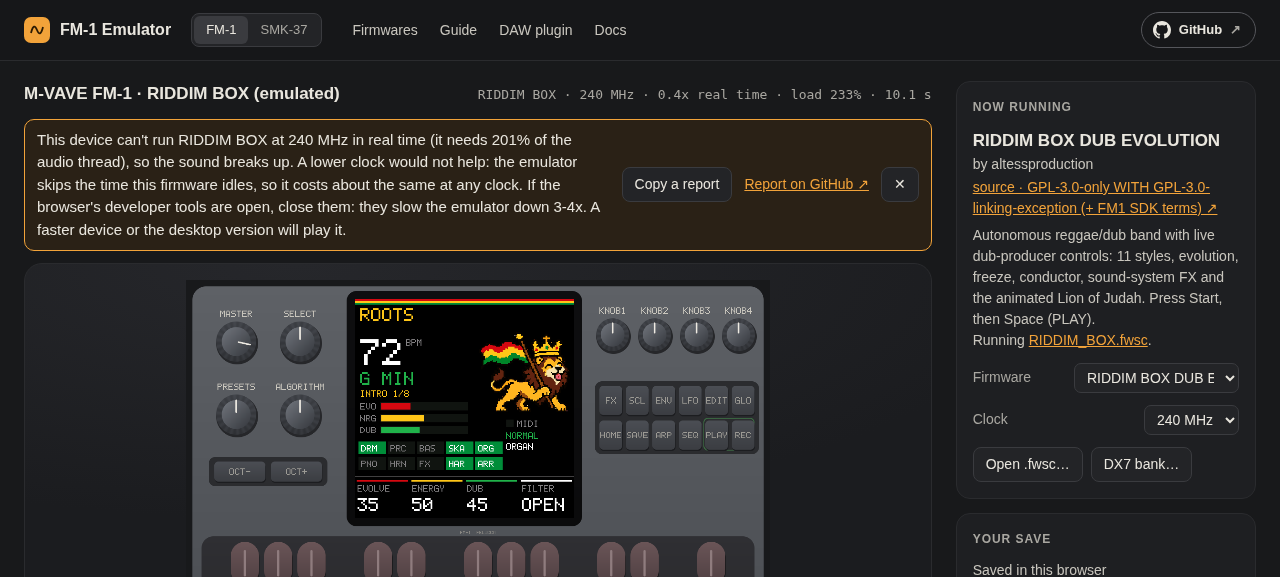 FM-1 Emulator
FM-1
SMK-37
Firmwares
Guide
DAW plugin
Docs
GitHub ↗
M-VAVE FM-1 · RIDDIM BOX (emulated)
RIDDIM BOX · 240 MHz · 0.4x real time · load 233% · 10.1 s
This device can't run RIDDIM BOX at 240 MHz in real time (it needs 201% of the
audio thread), so the sound breaks up. A lower clock would not help: the emulator
skips the time this firmware idles, so it costs about the same at any clock. If the
browser's developer tools are open, close them: they slow the emulator down 3-4x. A
faster device or the desktop version will play it.
Copy a report
Report on GitHub ↗
✕
MASTER
SELECT
PRESETS
ALGORITHM
OCT-
OCT+
ROOTS
72 BPM
G MIN
INTRO 1/8
EVO
NRG
DUB
MIDI
NORMAL
ORGAN
DRM PRC BAS SKA ORG
PNO HRN FX HAR ARR
EVOLVE ENERGY DUB FILTER
35 50 45 OPEN
KNOB1 KNOB2 KNOB3 KNOB4
FX SCL ENV LFO EDIT GLO
HOME SAVE ARP SEQ PLAY REC
NOW RUNNING
RIDDIM BOX DUB EVOLUTION
by altessproduction
source · GPL-3.0-only WITH GPL-3.0-
linking-exception (+ FM1 SDK terms) ↗
Autonomous reggae/dub band with live
dub-producer controls: 11 styles, evolution,
freeze, conductor, sound-system FX and
the animated Lion of Judah. Press Start,
then Space (PLAY).
Running RIDDIM_BOX.fwsc.
Firmware
RIDDIM BOX DUB E
Clock
240 MHz
Open .fwsc…
DX7 bank…
YOUR SAVE
Saved in this browser